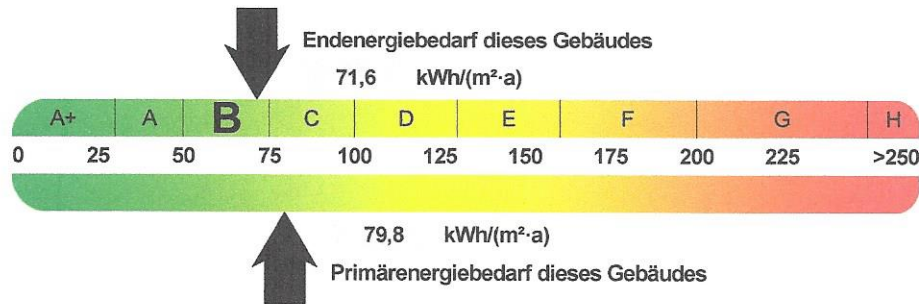 Endenergiebedarf dieses Gebäudes
71,6 kWh/(m²·a)
A+ A B C D E F G H
0 25 50 75 100 125 150 175 200 225 >250
79,8 kWh/(m²·a)
Primärenergiebedarf dieses Gebäudes